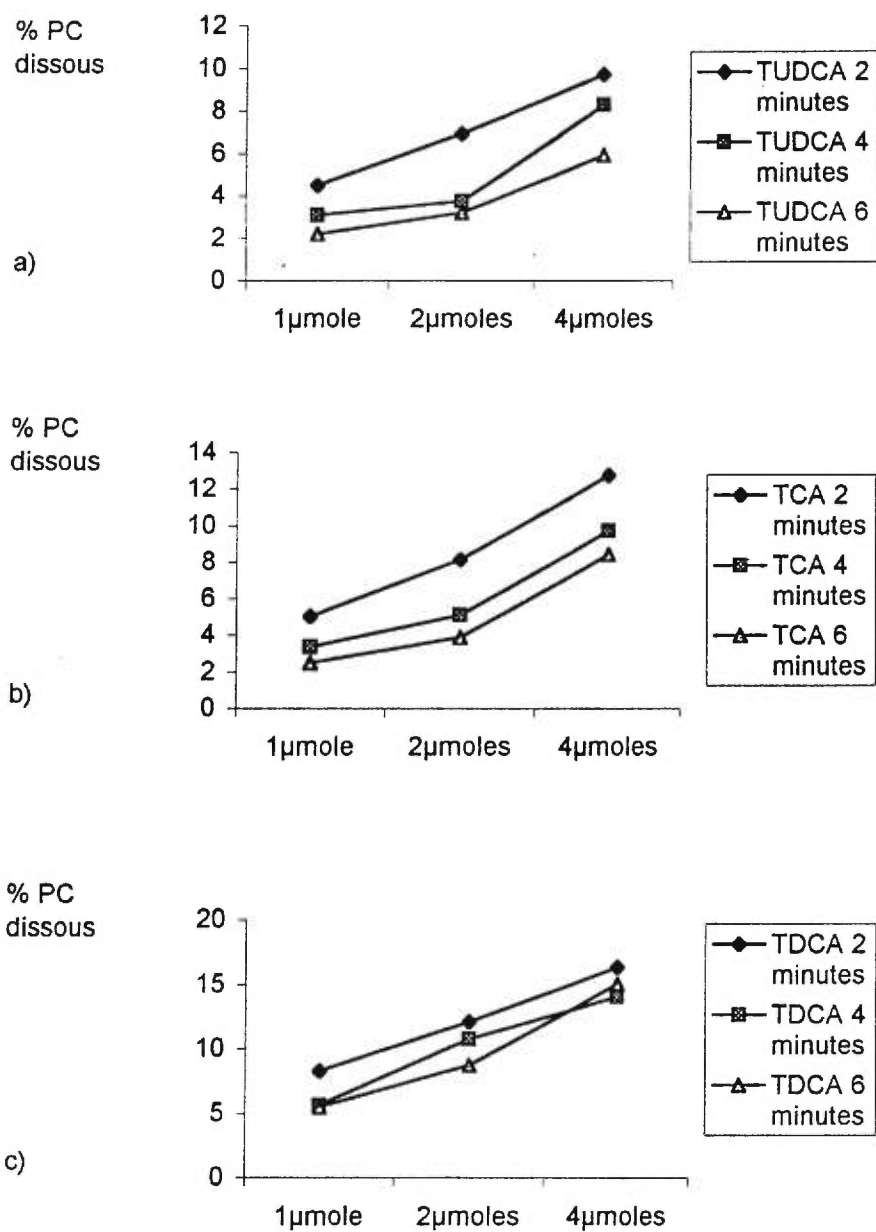 % PC
dissous
12
10
8
6
4
2
0
1µmole 2µmoles 4µmoles
TUDCA 2
minutes
TUDCA 4
minutes
TUDCA 6
minutes
a)
% PC
dissous
14
12
10
8
6
4
2
0
1µmole 2µmoles 4µmoles
TCA 2
minutes
TCA 4
minutes
TCA 6
minutes
b)
% PC
dissous
20
15
10
5
0
1µmole 2µmoles 4µmoles
TDCA 2
minutes
TDCA 4
minutes
TDCA 6
minutes
c)